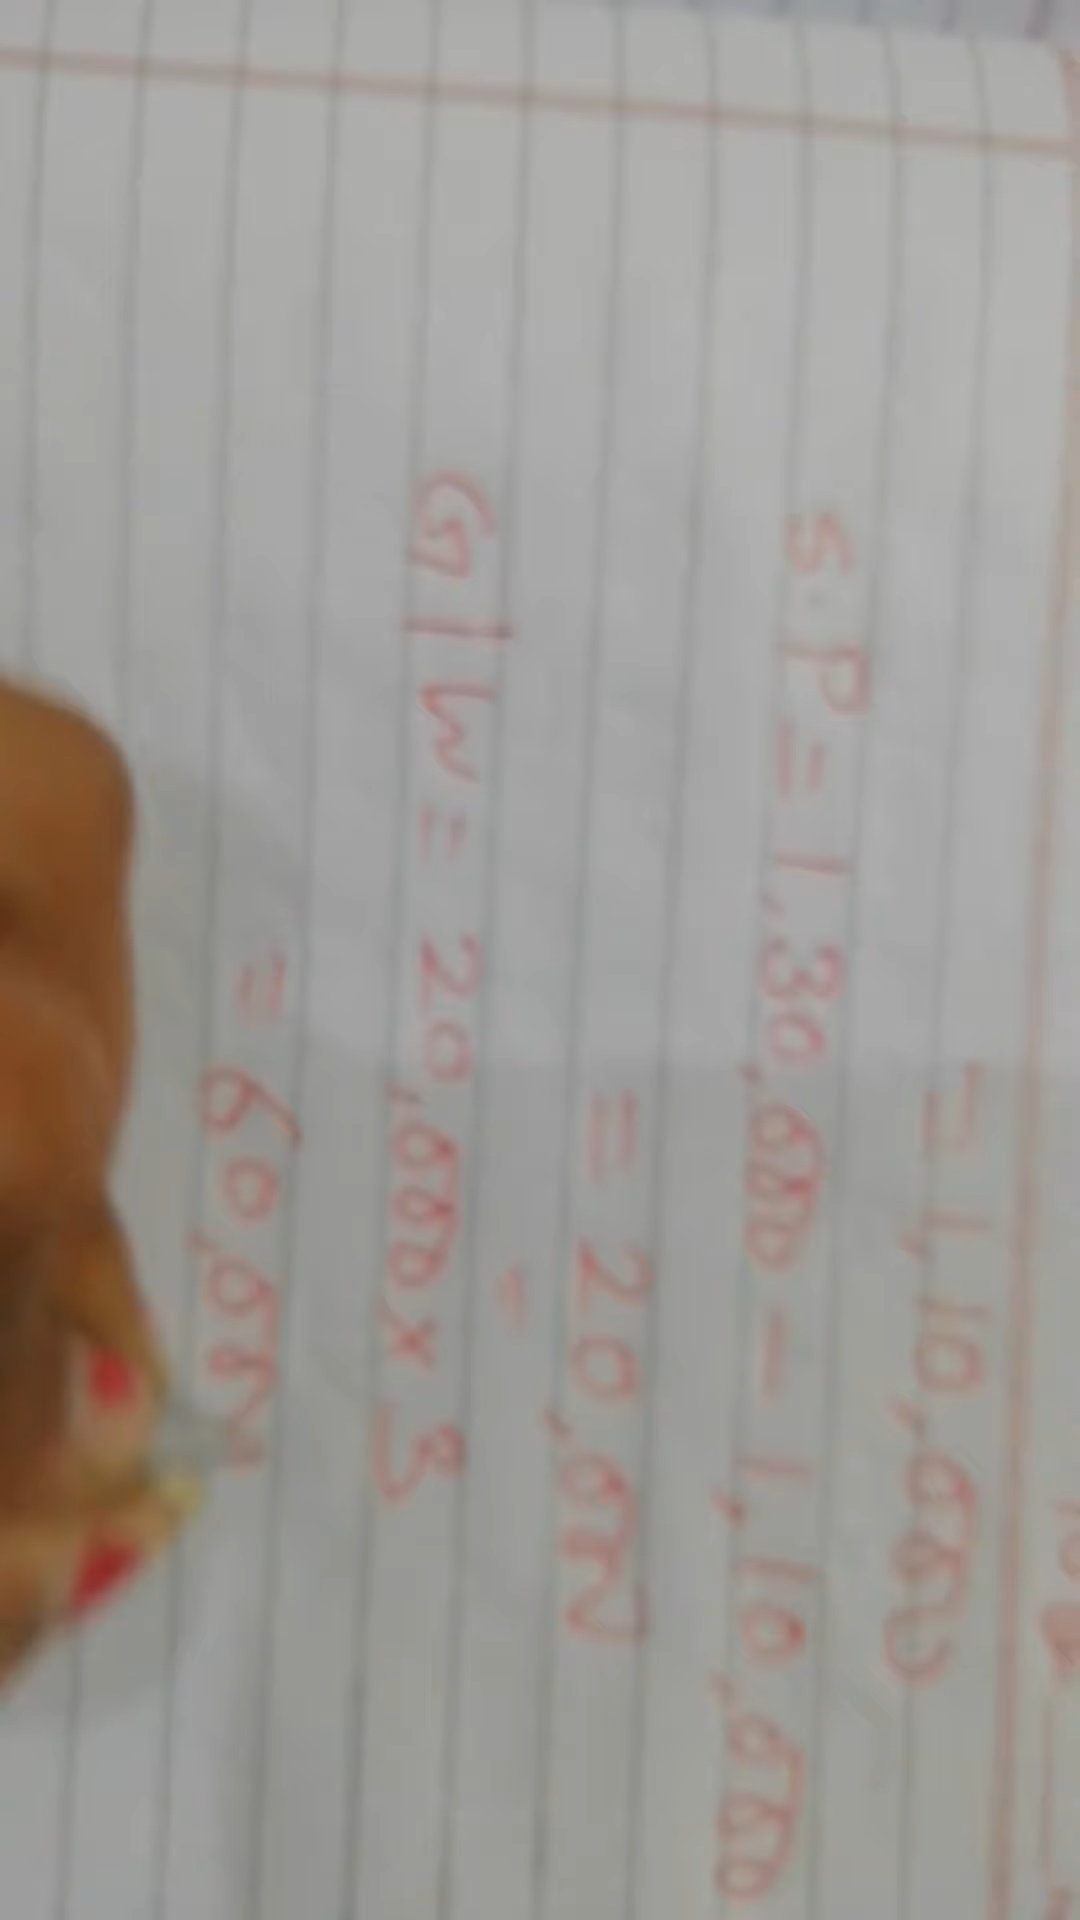 = 1,10,000
S.P = 1,30,000 - 1,10,000
= 20,000
=
G|W = 20,000 x 3
= 60,000